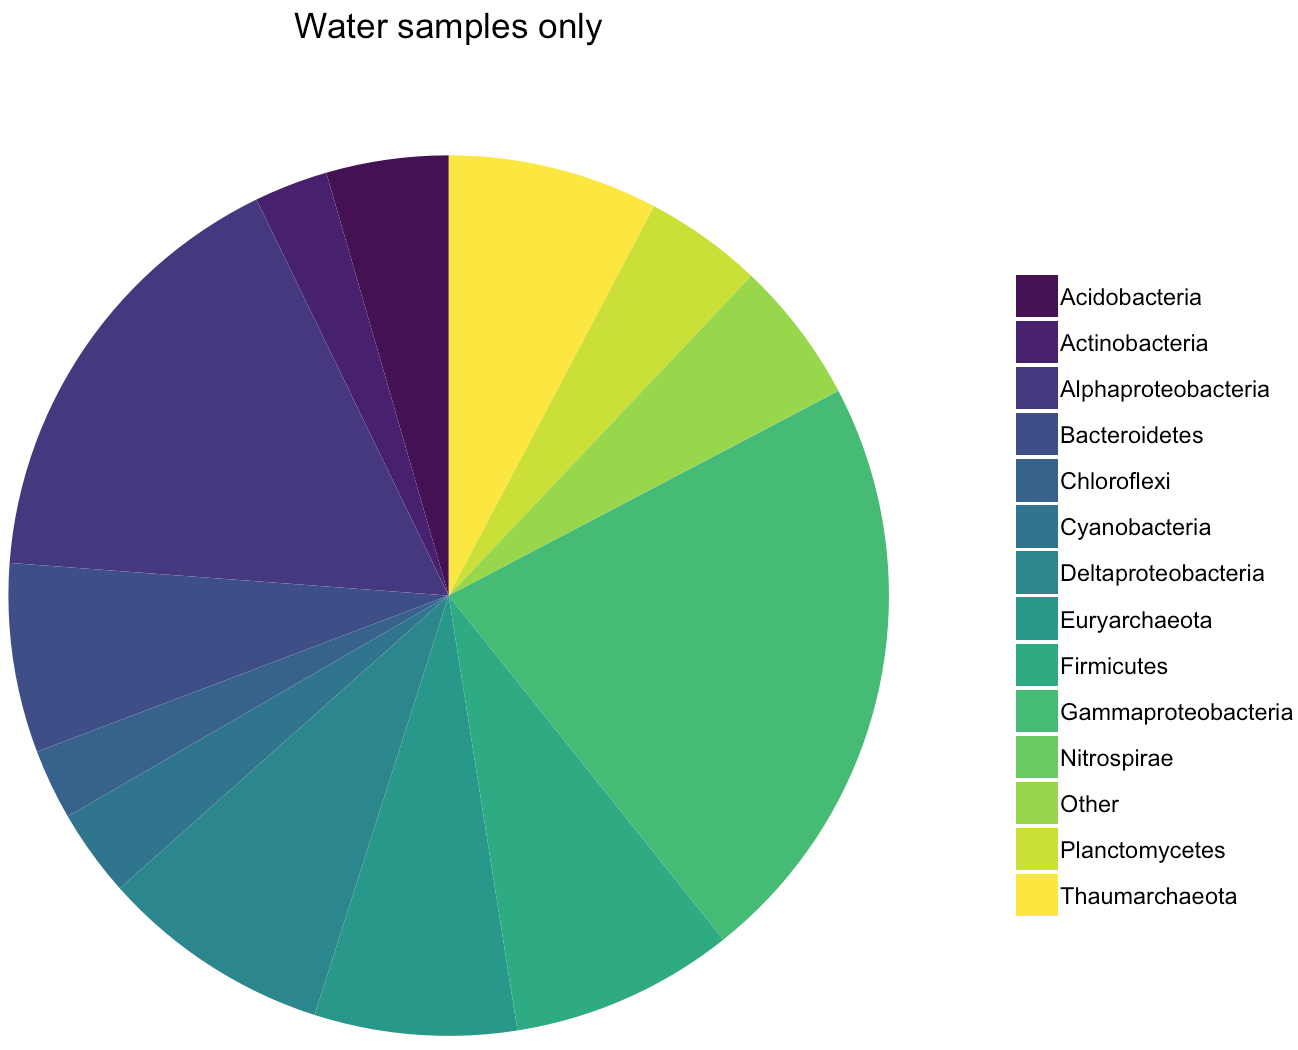 Water samples only
Acidobacteria
Actinobacteria
Alphaproteobacteria
Bacteroidetes
Chloroflexi
Cyanobacteria
Deltaproteobacteria
Euryarchaeota
Firmicutes
Gammaproteobacteria
Nitrospirae
Other
Planctomycetes
Thaumarchaeota